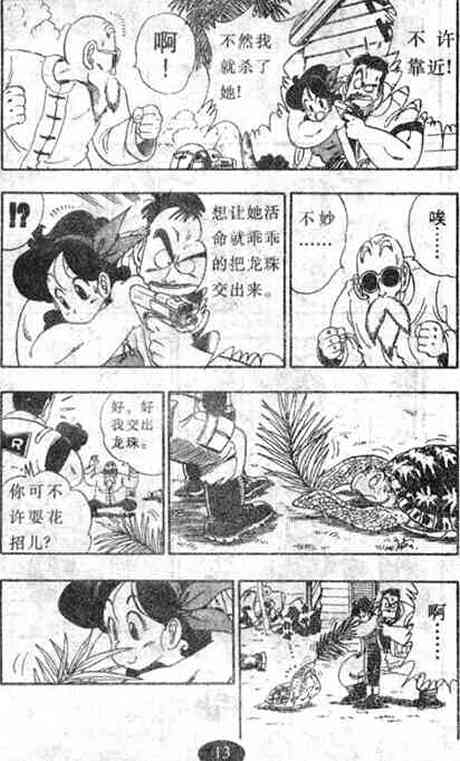 不许
靠近!
不然我
就杀了
她!
啊!
唉……
不妙
……
想让她活
命就乖乖
的把龙珠
交出来。
!?
好，好
我交出
龙珠。
R
你可不
许耍花
招儿?
啊……
13